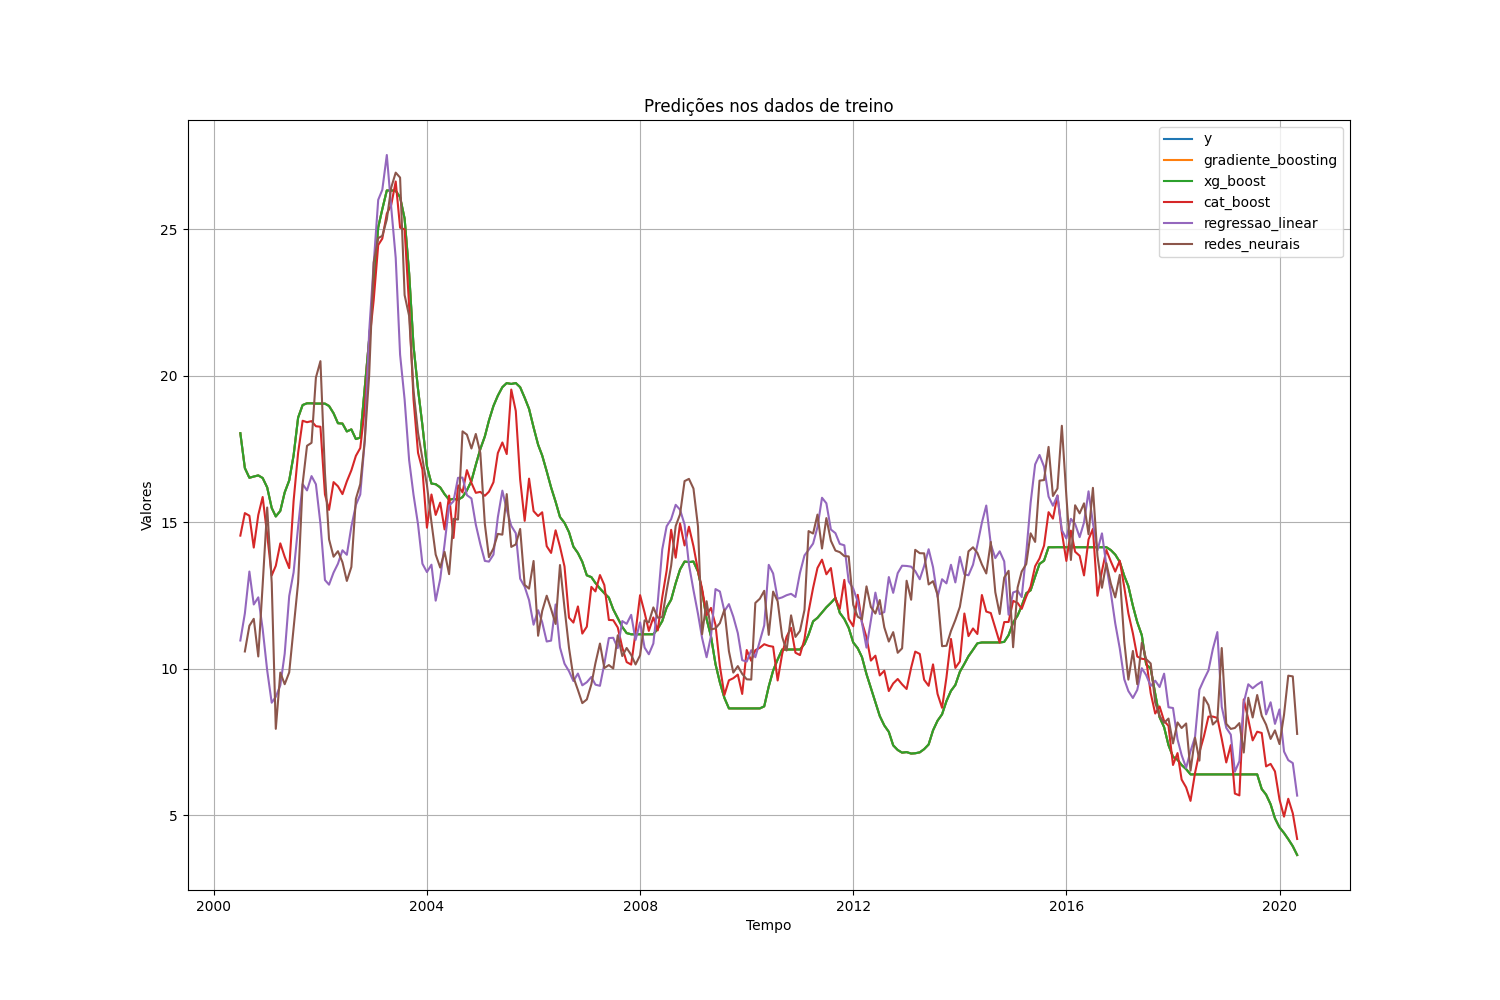 Predições nos dados de treino
y
gradiente_boosting
xg_boost
cat_boost
regressao_linear
redes_neurais
Valores
25
20
15
10
5
2000 2004 2008 2012 2016 2020
Tempo